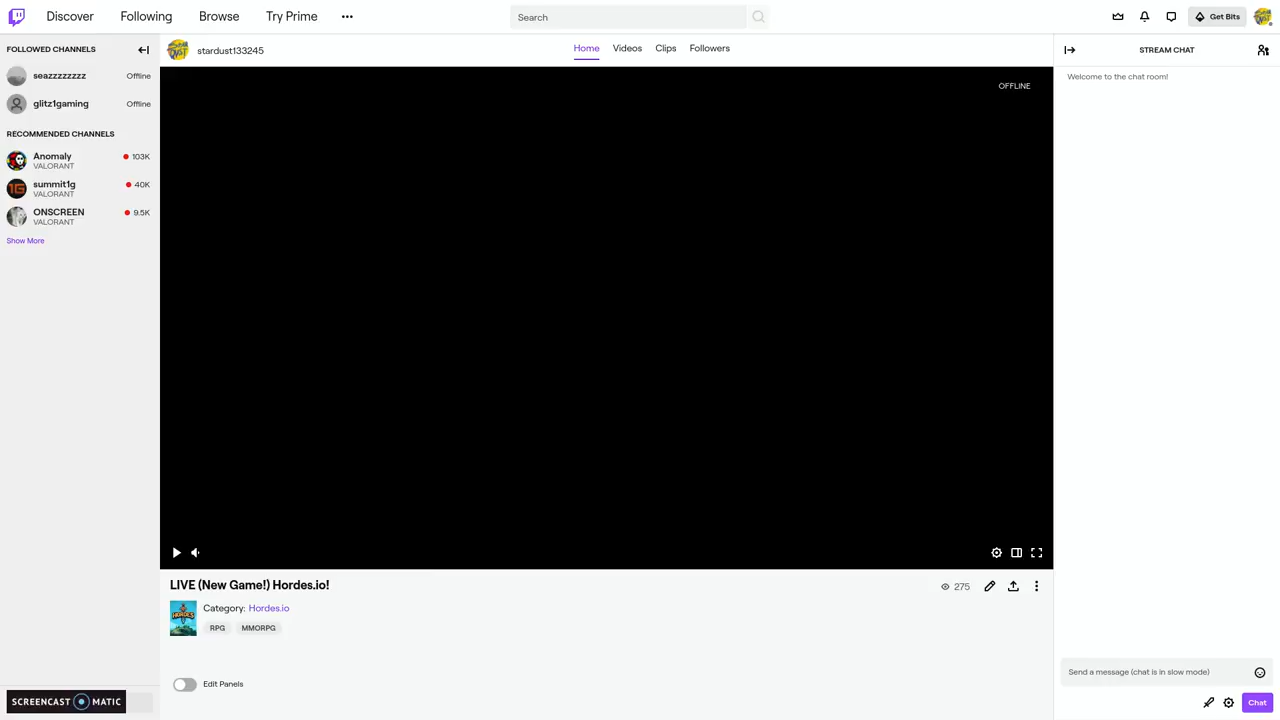 Discover
Following
Browse
Try Prime
Search
Get Bits
FOLLOWED CHANNELS
seazzzzzzzz
Offline
glitz1gaming
Offline
RECOMMENDED CHANNELS
Anomaly
103K
VALORANT
summit1g
40K
VALORANT
ONSCREEN
9.5K
VALORANT
Show More
SCREENCAST MATIC
stardust133245
Home
Videos
Clips
Followers
OFFLINE
LIVE (New Game!) Hordes.io!
275
HORDES
Category: Hordes.io
RPG
MMORPG
Edit Panels
STREAM CHAT
Welcome to the chat room!
Send a message (chat is in slow mode)
Chat